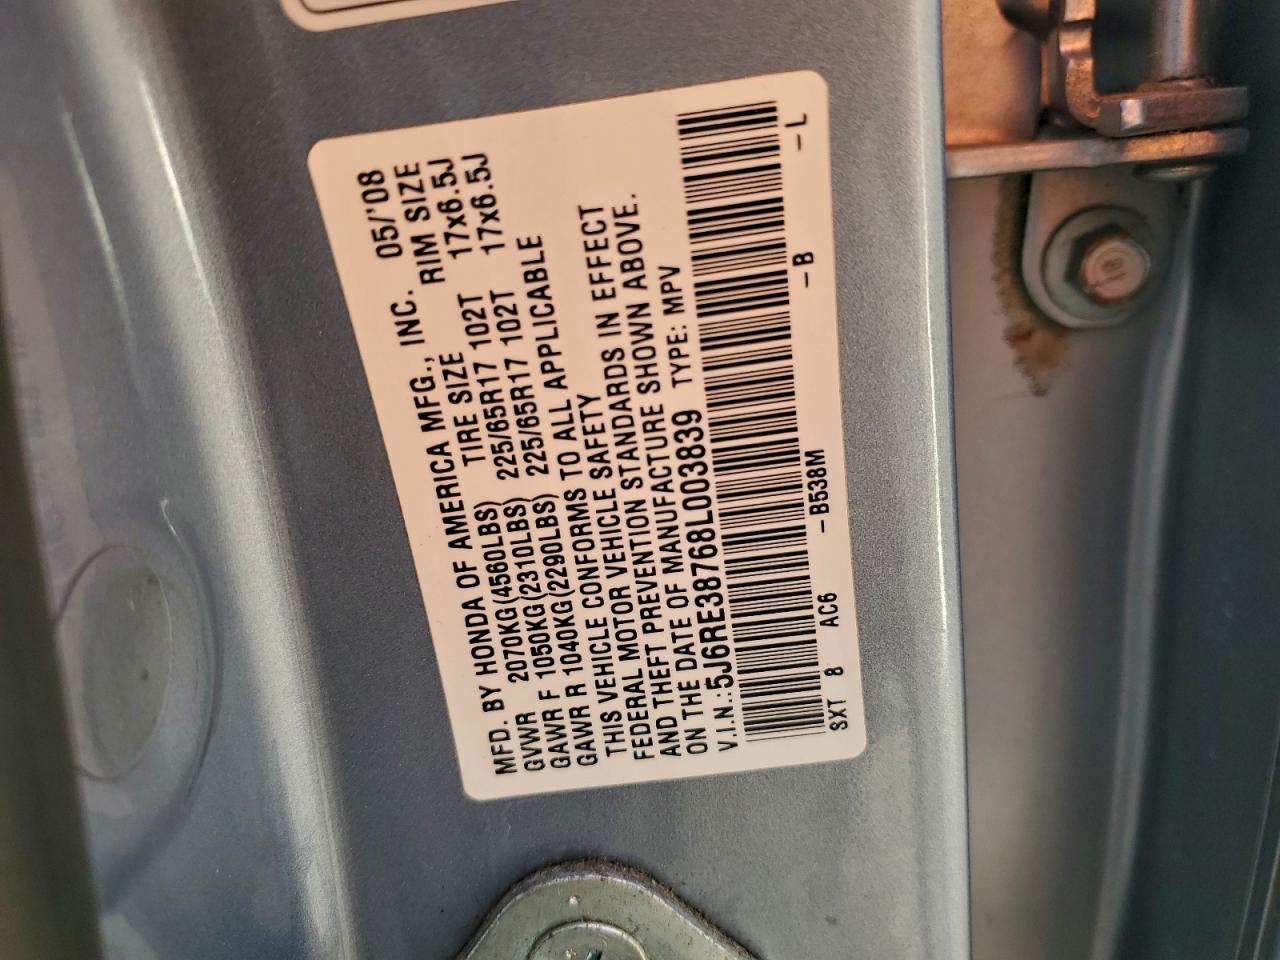 MFD. BY HONDA OF AMERICA MFG., INC. 05/'08
GVWR 2070KG(4560LBS) TIRE SIZE RIM SIZE
GAWR F 1050KG(2310LBS) 225/65R17 102T 17x6.5J
GAWR R 1040KG(2290LBS) 225/65R17 102T 17x6.5J
THIS VEHICLE CONFORMS TO ALL APPLICABLE
FEDERAL MOTOR VEHICLE SAFETY
AND THEFT PREVENTION STANDARDS IN EFFECT
ON THE DATE OF MANUFACTURE SHOWN ABOVE.
V.I.N.: 5J6RE38768L003839 TYPE: MPV
SXT 8 AC6 -B538M -B -L